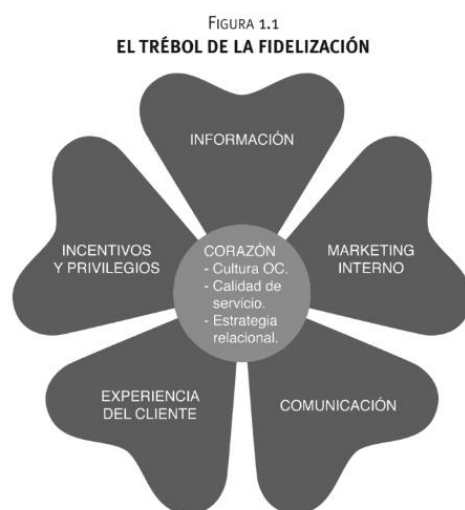 FIGURA 1.1
EL TRÉBOL DE LA FIDELIZACIÓN
INFORMACIÓN
INCENTIVOS
Y PRIVILEGIOS
CORAZÓN
- Cultura OC.
- Calidad de
servicio.
- Estrategia
relacional.
MARKETING
INTERNO
EXPERIENCIA
DEL CLIENTE
COMUNICACIÓN